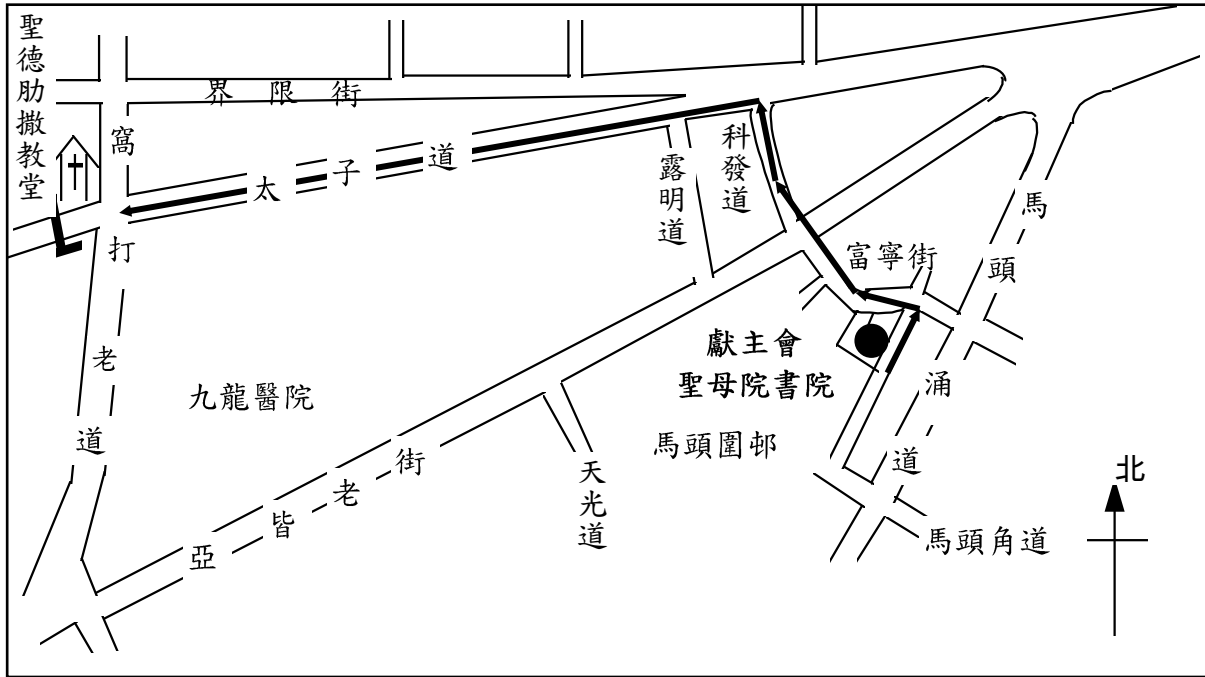 聖德肋撒教堂
界限街
窩打老道
太子道
露明道
科發道
富寧街
馬頭涌道
獻主會
聖母院書院
馬頭圍邨
九龍醫院
亞皆老街
天光道
馬頭角道
北